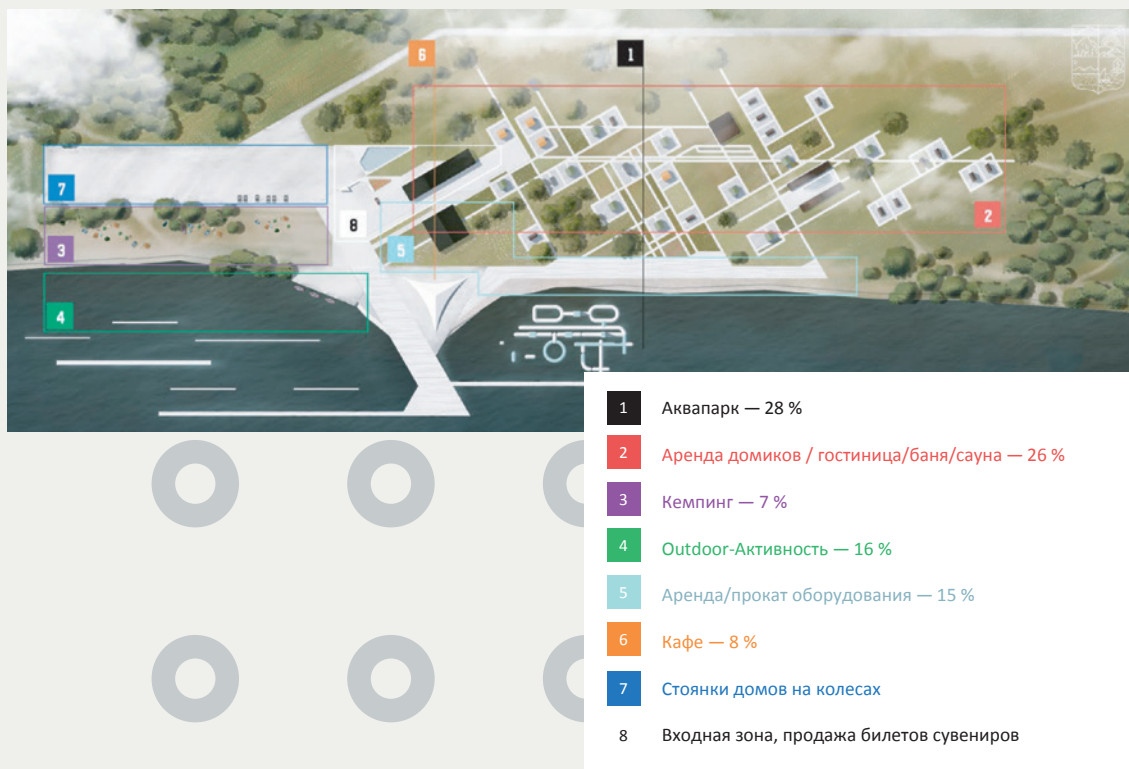 6
1
7
8
2
3
5
4
1 Аквапарк — 28 %
2 Аренда домиков / гостиница/баня/сауна — 26 %
3 Кемпинг — 7 %
4 Outdoor-Активность — 16 %
5 Аренда/прокат оборудования — 15 %
6 Кафе — 8 %
7 Стоянки домов на колесах
8 Входная зона, продажа билетов сувениров